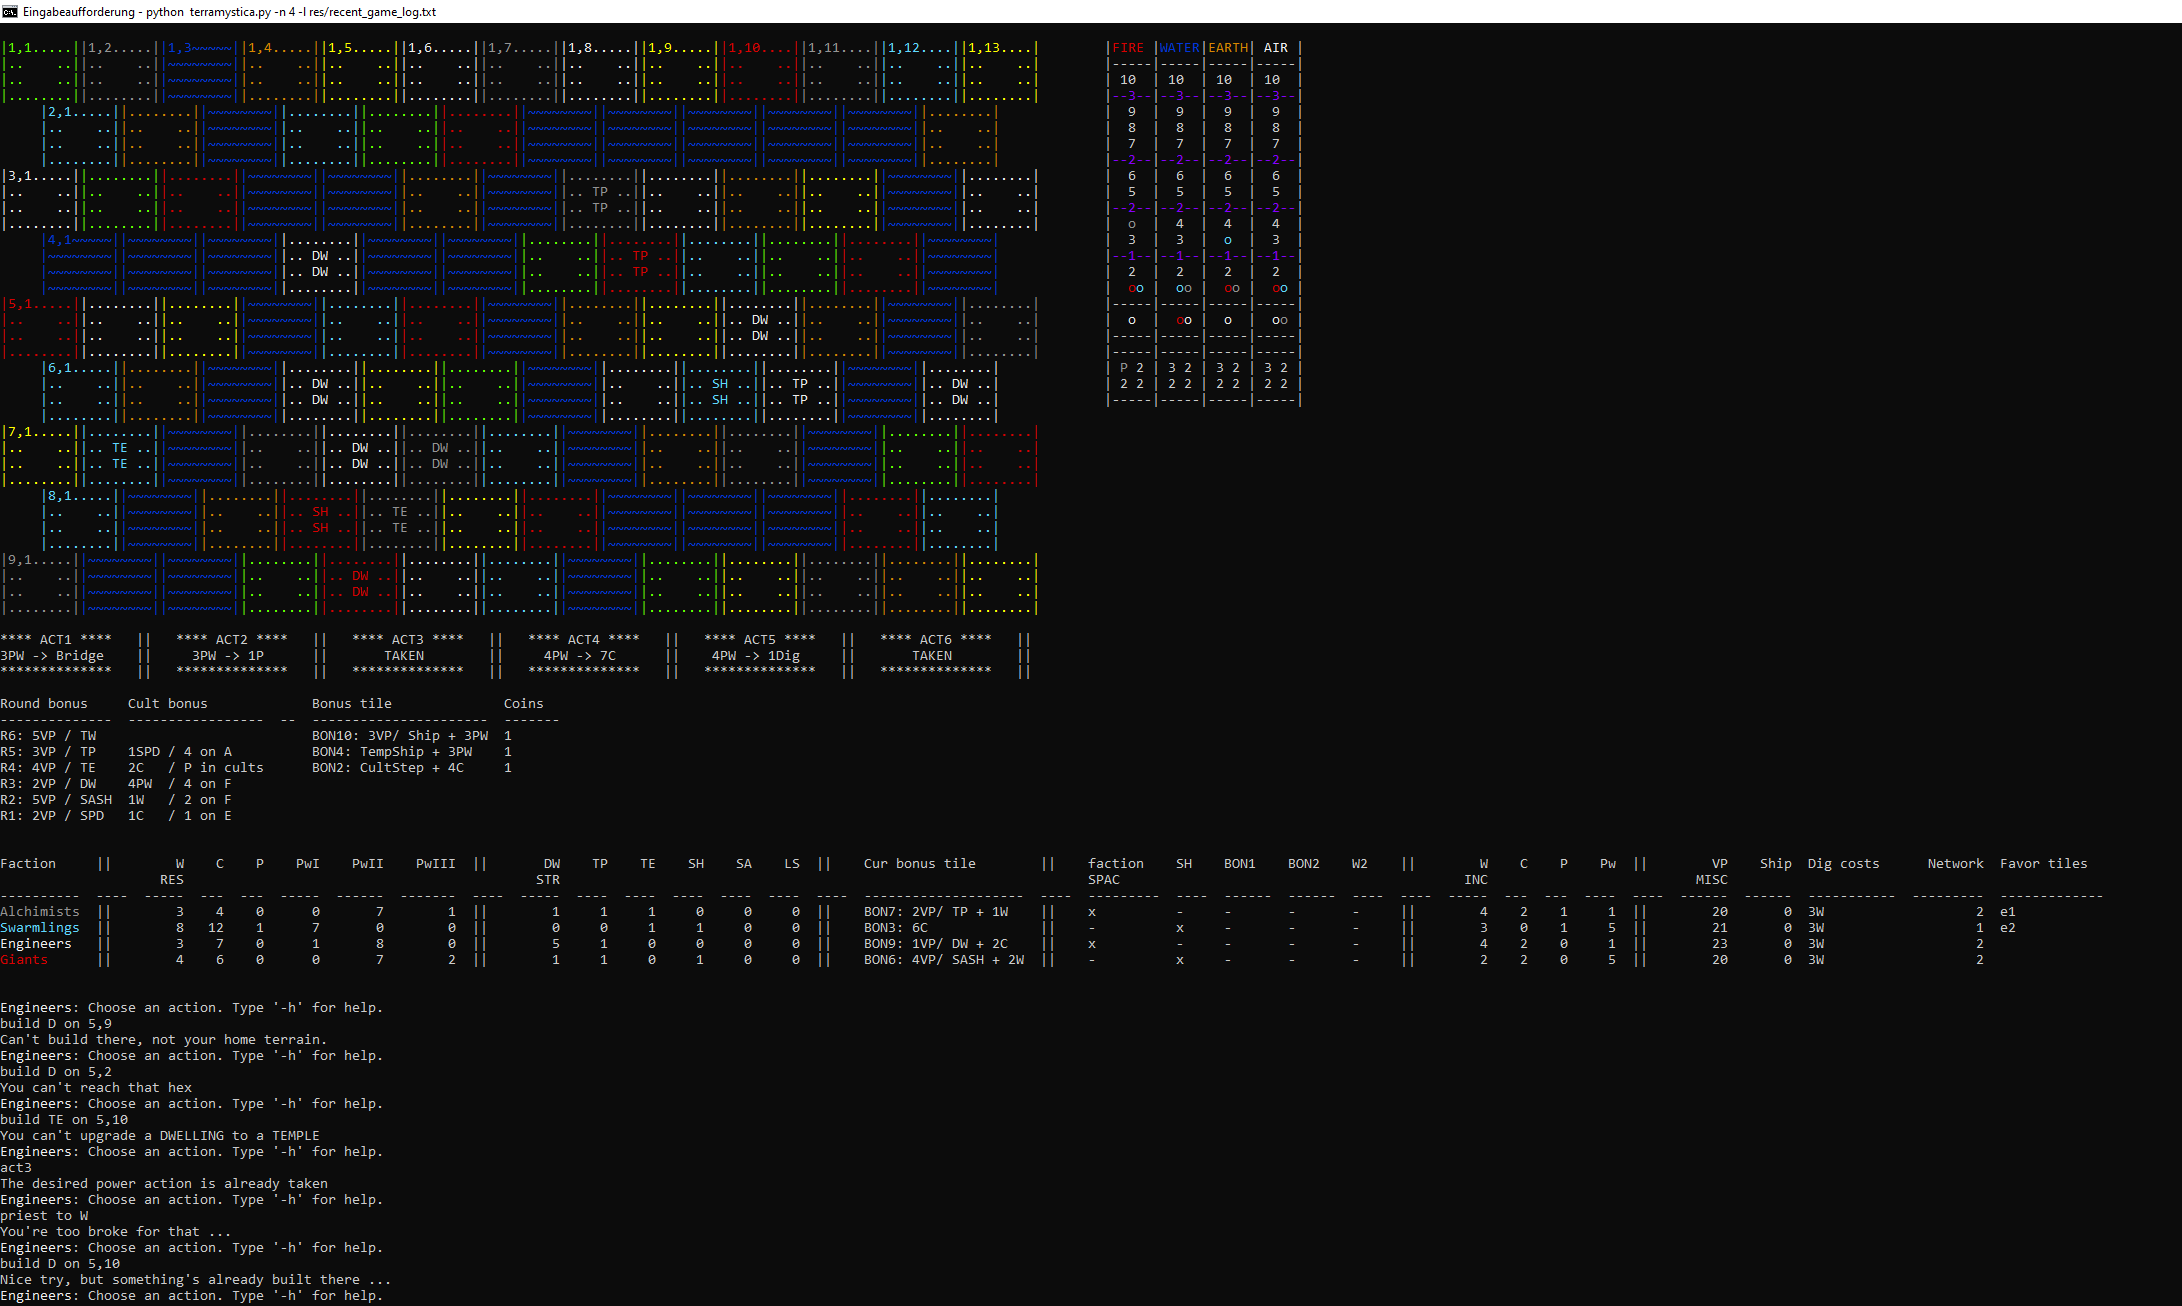 Eingabeaufforderung - python terramystica.py -n 4 -l res/recent_game_log.txt
|1,1.....||1,2.....||1,3~~~~~||1,4.....||1,5.....||1,6.....||1,7.....||1,8.....||1,9.....||1,10....||1,11....||1,12....||1,13....| |FIRE |WATER|EARTH| AIR |
| 10 | 10 | 10 | 10 |
|--3--|--3--|--3--|--3--|
|2,1..... | 9 | 9 | 9 | 9 |
| 8 | 8 | 8 | 8 |
| 7 | 7 | 7 | 7 |
|--2--|--2--|--2--|--2--|
|3,1..... | 6 | 6 | 6 | 6 |
.. TP .. | 5 | 5 | 5 | 5 |
.. TP .. |--2--|--2--|--2--|--2--|
| o | 4 | 4 | 4 |
|4,1~~~~~ | 3 | 3 | o | 3 |
.. DW .. .. TP .. |--1--|--1--|--1--|--1--|
.. DW .. .. TP .. | 2 | 2 | 2 | 2 |
| oo | oo | oo | oo |
|5,1.....
.. DW .. | o | oo | o | oo |
.. DW ..
|6,1..... | P 2 | 3 2 | 3 2 | 3 2 |
.. DW .. .. SH .. .. TP .. .. DW .. | 2 2 | 2 2 | 2 2 | 2 2 |
.. DW .. .. SH .. .. TP .. .. DW ..
|7,1.....
.. TE .. .. DW .. .. DW ..
.. TE .. .. DW .. .. DW ..
|8,1.....
.. SH .. .. TE ..
.. SH .. .. TE ..
|9,1.....
.. DW ..
.. DW ..
**** ACT1 **** || **** ACT2 **** || **** ACT3 **** || **** ACT4 **** || **** ACT5 **** || **** ACT6 **** ||
3PW -> Bridge || 3PW -> 1P || TAKEN || 4PW -> 7C || 4PW -> 1Dig || TAKEN ||
************** || ************** || ************** || ************** || ************** || ************** ||
Round bonus Cult bonus Bonus tile Coins
-------------- ----------------- -- ---------------------- -------
R6: 5VP / TW BON10: 3VP/ Ship + 3PW 1
R5: 3VP / TP 1SPD / 4 on A BON4: TempShip + 3PW 1
R4: 4VP / TE 2C / P in cults BON2: CultStep + 4C 1
R3: 2VP / DW 4PW / 4 on F
R2: 5VP / SASH 1W / 2 on F
R1: 2VP / SPD 1C / 1 on E
Faction || W C P PwI PwII PwIII || DW TP TE SH SA LS || Cur bonus tile || faction SH BON1 BON2 W2 || W C P Pw || VP Ship Dig costs Network Favor tiles
RES STR SPAC INC MISC
Alchimists || 3 4 0 0 7 1 || 1 1 1 0 0 0 || BON7: 2VP/ TP + 1W || x - - - - || 4 2 1 1 || 20 0 3W 2 e1
Swarmlings || 8 12 1 7 0 0 || 0 0 1 1 0 0 || BON3: 6C || - x - - - || 3 0 1 5 || 21 0 3W 1 e2
Engineers || 3 7 0 1 8 0 || 5 1 0 0 0 0 || BON9: 1VP/ DW + 2C || x - - - - || 4 2 0 1 || 23 0 3W 2
Giants || 4 6 0 0 7 2 || 1 1 0 1 0 0 || BON6: 4VP/ SASH + 2W || - x - - - || 2 2 0 5 || 20 0 3W 2
Engineers: Choose an action. Type '-h' for help.
build D on 5,9
Can't build there, not your home terrain.
Engineers: Choose an action. Type '-h' for help.
build D on 5,2
You can't reach that hex
Engineers: Choose an action. Type '-h' for help.
build TE on 5,10
You can't upgrade a DWELLING to a TEMPLE
Engineers: Choose an action. Type '-h' for help.
act3
The desired power action is already taken
Engineers: Choose an action. Type '-h' for help.
priest to W
You're too broke for that ...
Engineers: Choose an action. Type '-h' for help.
build D on 5,10
Nice try, but something's already built there ...
Engineers: Choose an action. Type '-h' for help.